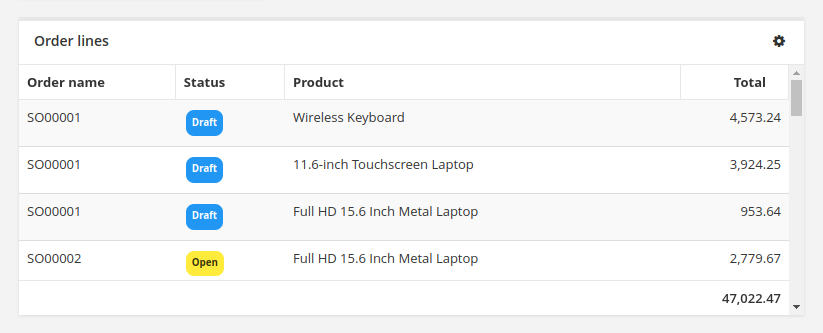 Order lines
Order name Status Product Total
SO00001 Draft Wireless Keyboard 4,573.24
SO00001 Draft 11.6-inch Touchscreen Laptop 3,924.25
SO00001 Draft Full HD 15.6 Inch Metal Laptop 953.64
SO00002 Open Full HD 15.6 Inch Metal Laptop 2,779.67
47,022.47